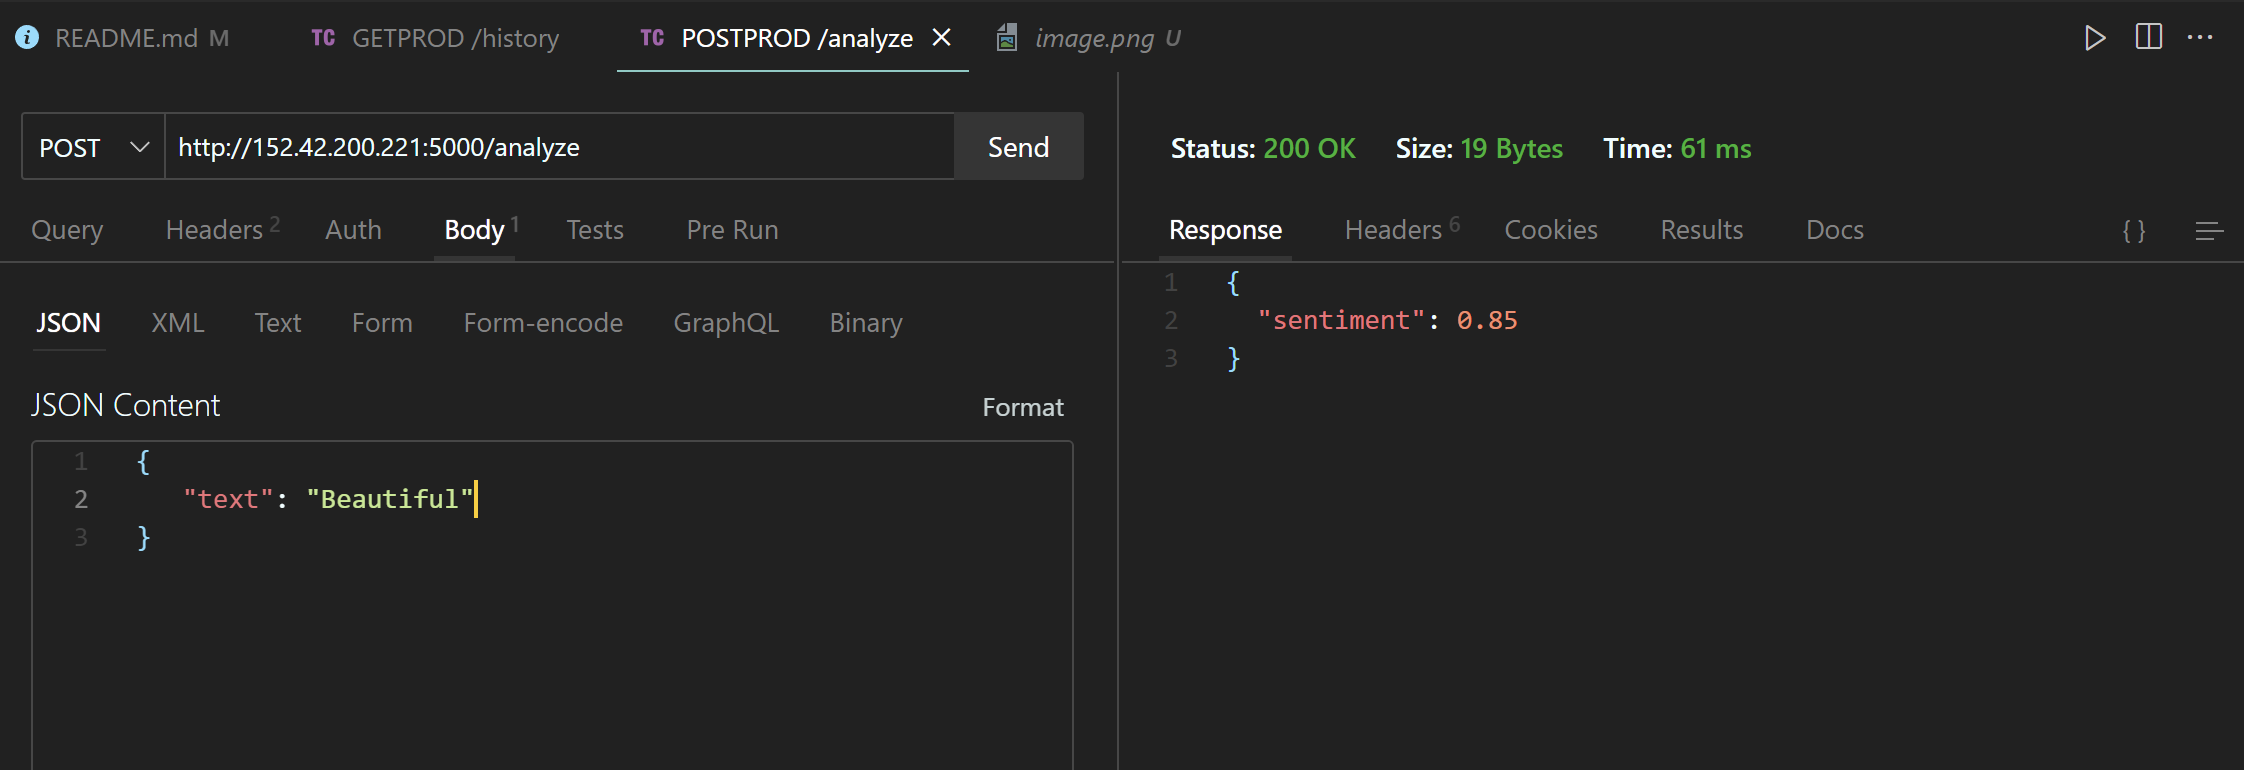 README.md M TC GETPROD /history TC POSTPROD /analyze image.png U
POST http://152.42.200.221:5000/analyze Send
Query Headers 2 Auth Body 1 Tests Pre Run
JSON XML Text Form Form-encode GraphQL Binary
JSON Content Format
1 {
2 "text": "Beautiful"
3 }
Status: 200 OK Size: 19 Bytes Time: 61 ms
Response Headers 6 Cookies Results Docs { }
1 {
2 "sentiment": 0.85
3 }